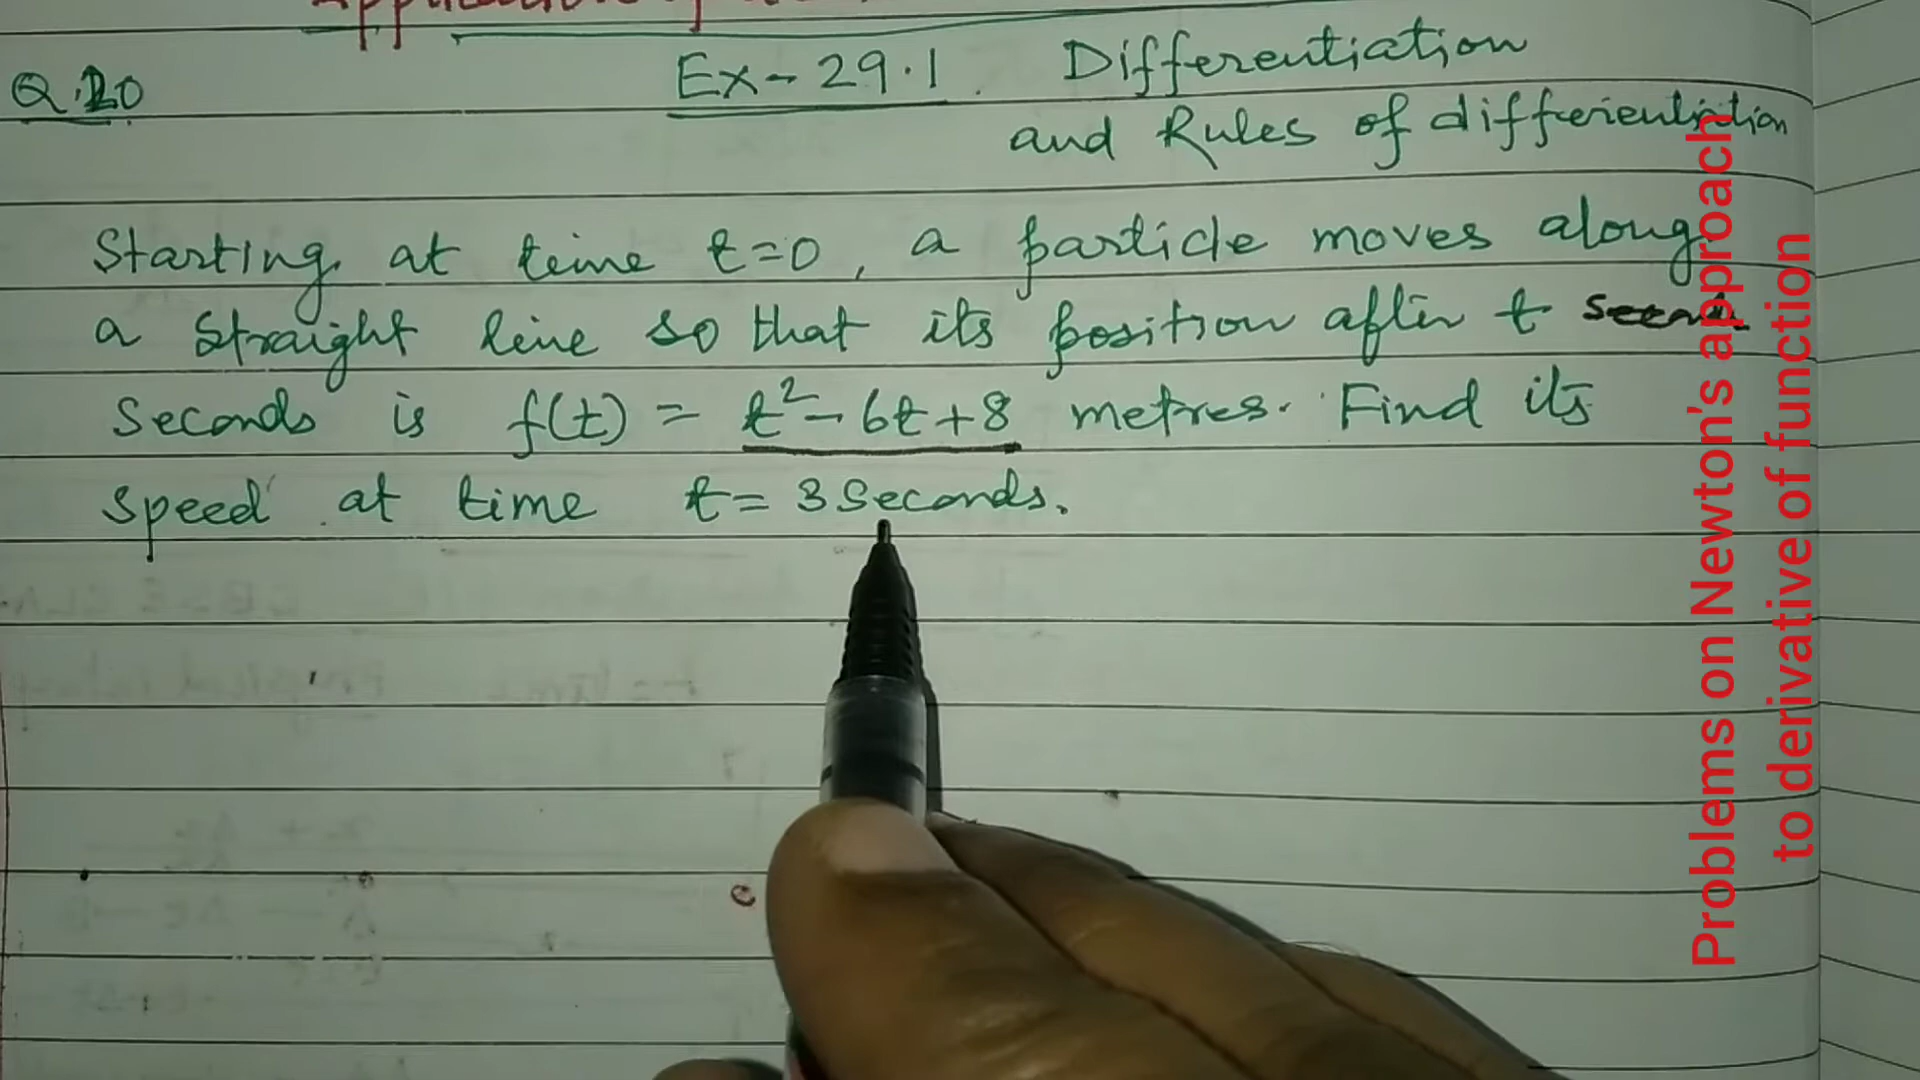 Q.20
Ex-29.1 Differentiation
and Rules of differentiation
Starting at time t=0, a particle moves along
a straight line so that its position after t
seconds is f(t) = t²-6t+8 metres. Find its
speed at time t= 3 seconds.
Problems on Newton's approach
to derivative of function